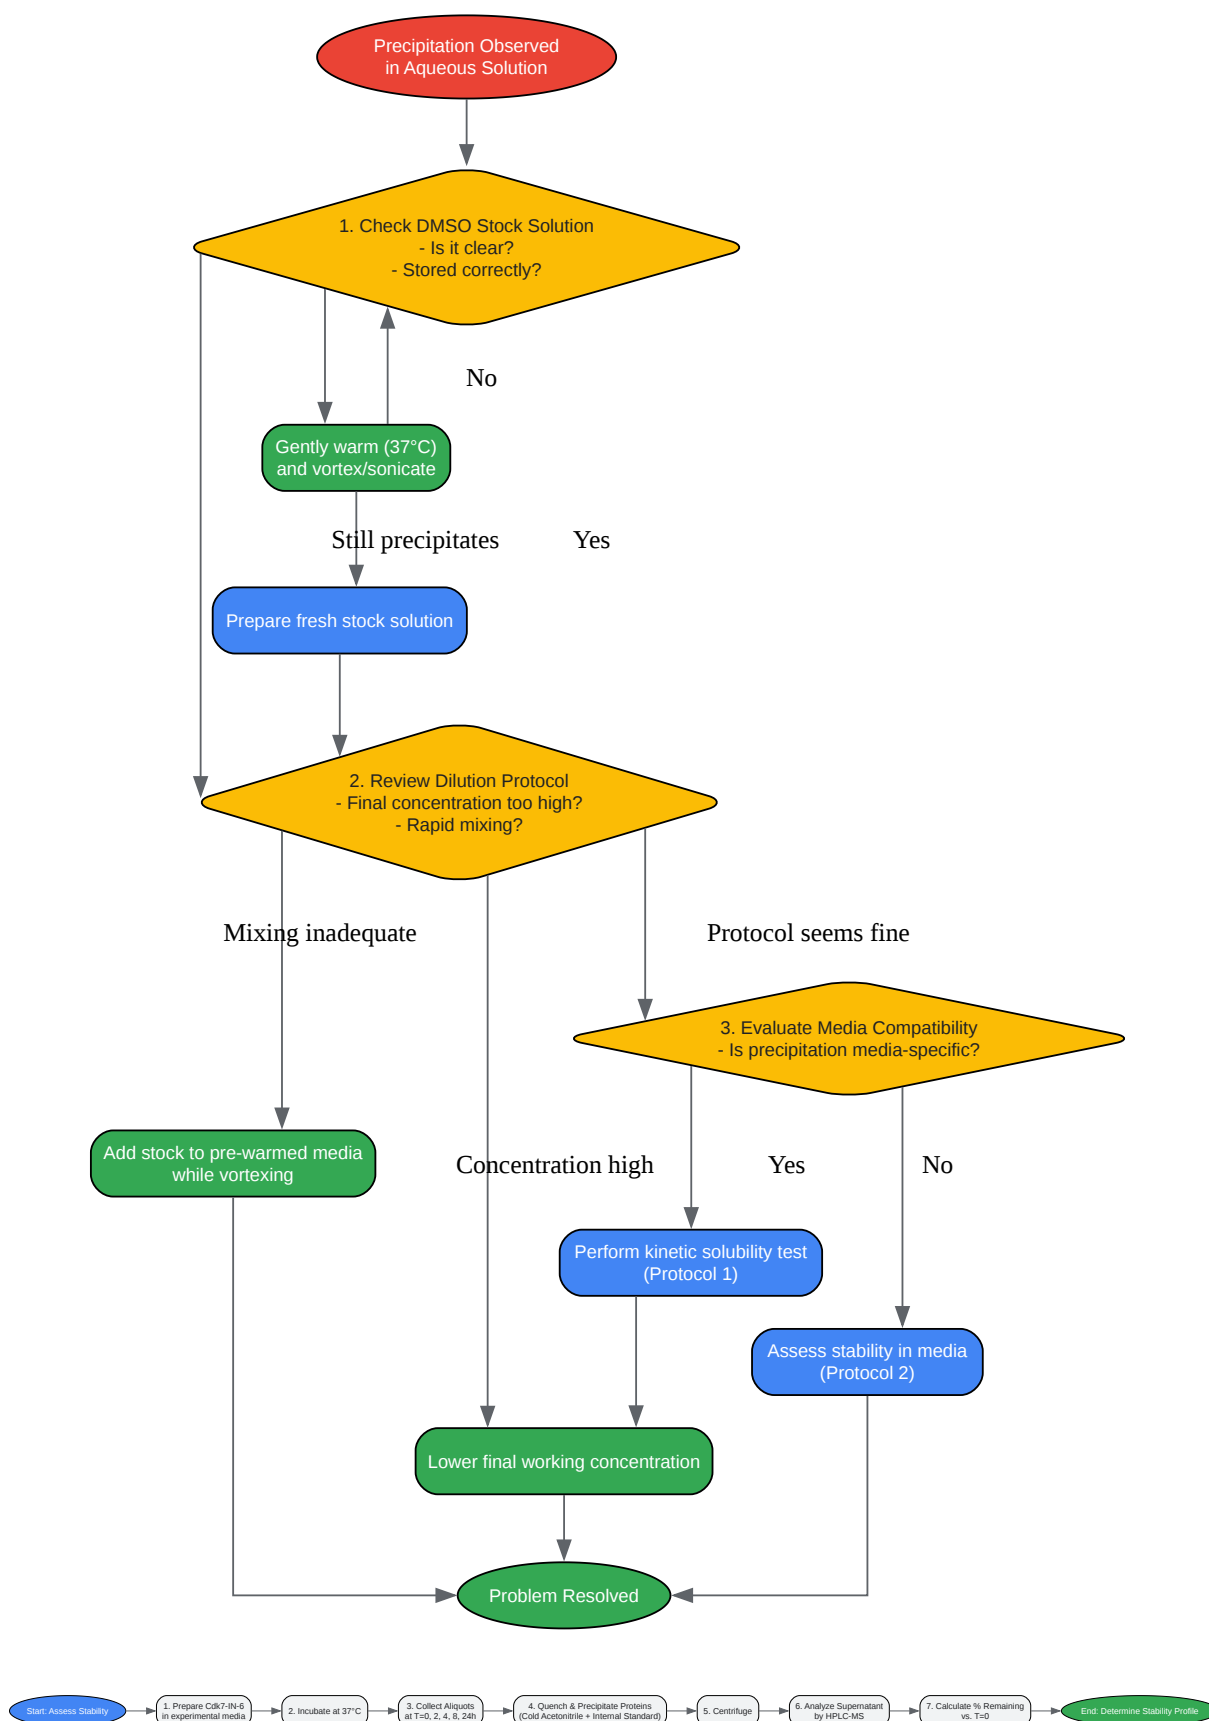 Precipitation Observed
in Aqueous Solution
1. Check DMSO Stock Solution
- Is it clear?
- Stored correctly?
No
Gently warm (37°C)
and vortex/sonicate
Still precipitates
Yes
Prepare fresh stock solution
2. Review Dilution Protocol
- Final concentration too high?
- Rapid mixing?
Mixing inadequate
Protocol seems fine
3. Evaluate Media Compatibility
- Is precipitation media-specific?
Add stock to pre-warmed media
while vortexing
Concentration high
Yes
No
Perform kinetic solubility test
(Protocol 1)
Assess stability in media
(Protocol 2)
Lower final working concentration
Problem Resolved
Start: Assess Stability
1. Prepare Cdk7-IN-6
in experimental media
2. Incubate at 37°C
3. Collect Aliquots
at T=0, 2, 4, 8, 24h
4. Quench & Precipitate Proteins
(Cold Acetonitrile + Internal Standard)
5. Centrifuge
6. Analyze Supernatant
by HPLC-MS
7. Calculate % Remaining
vs. T=0
End: Determine Stability Profile